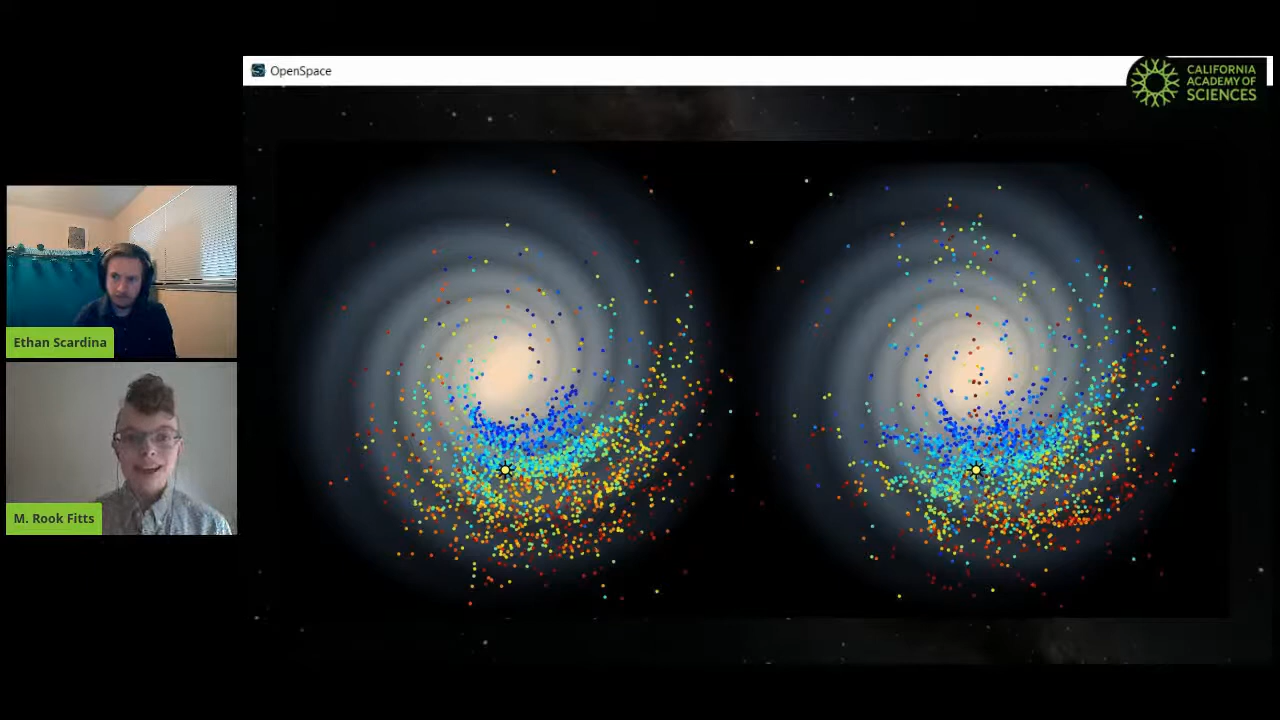 OpenSpace
CALIFORNIA
ACADEMY OF
SCIENCES
Ethan Scardina
M. Rook Fitts